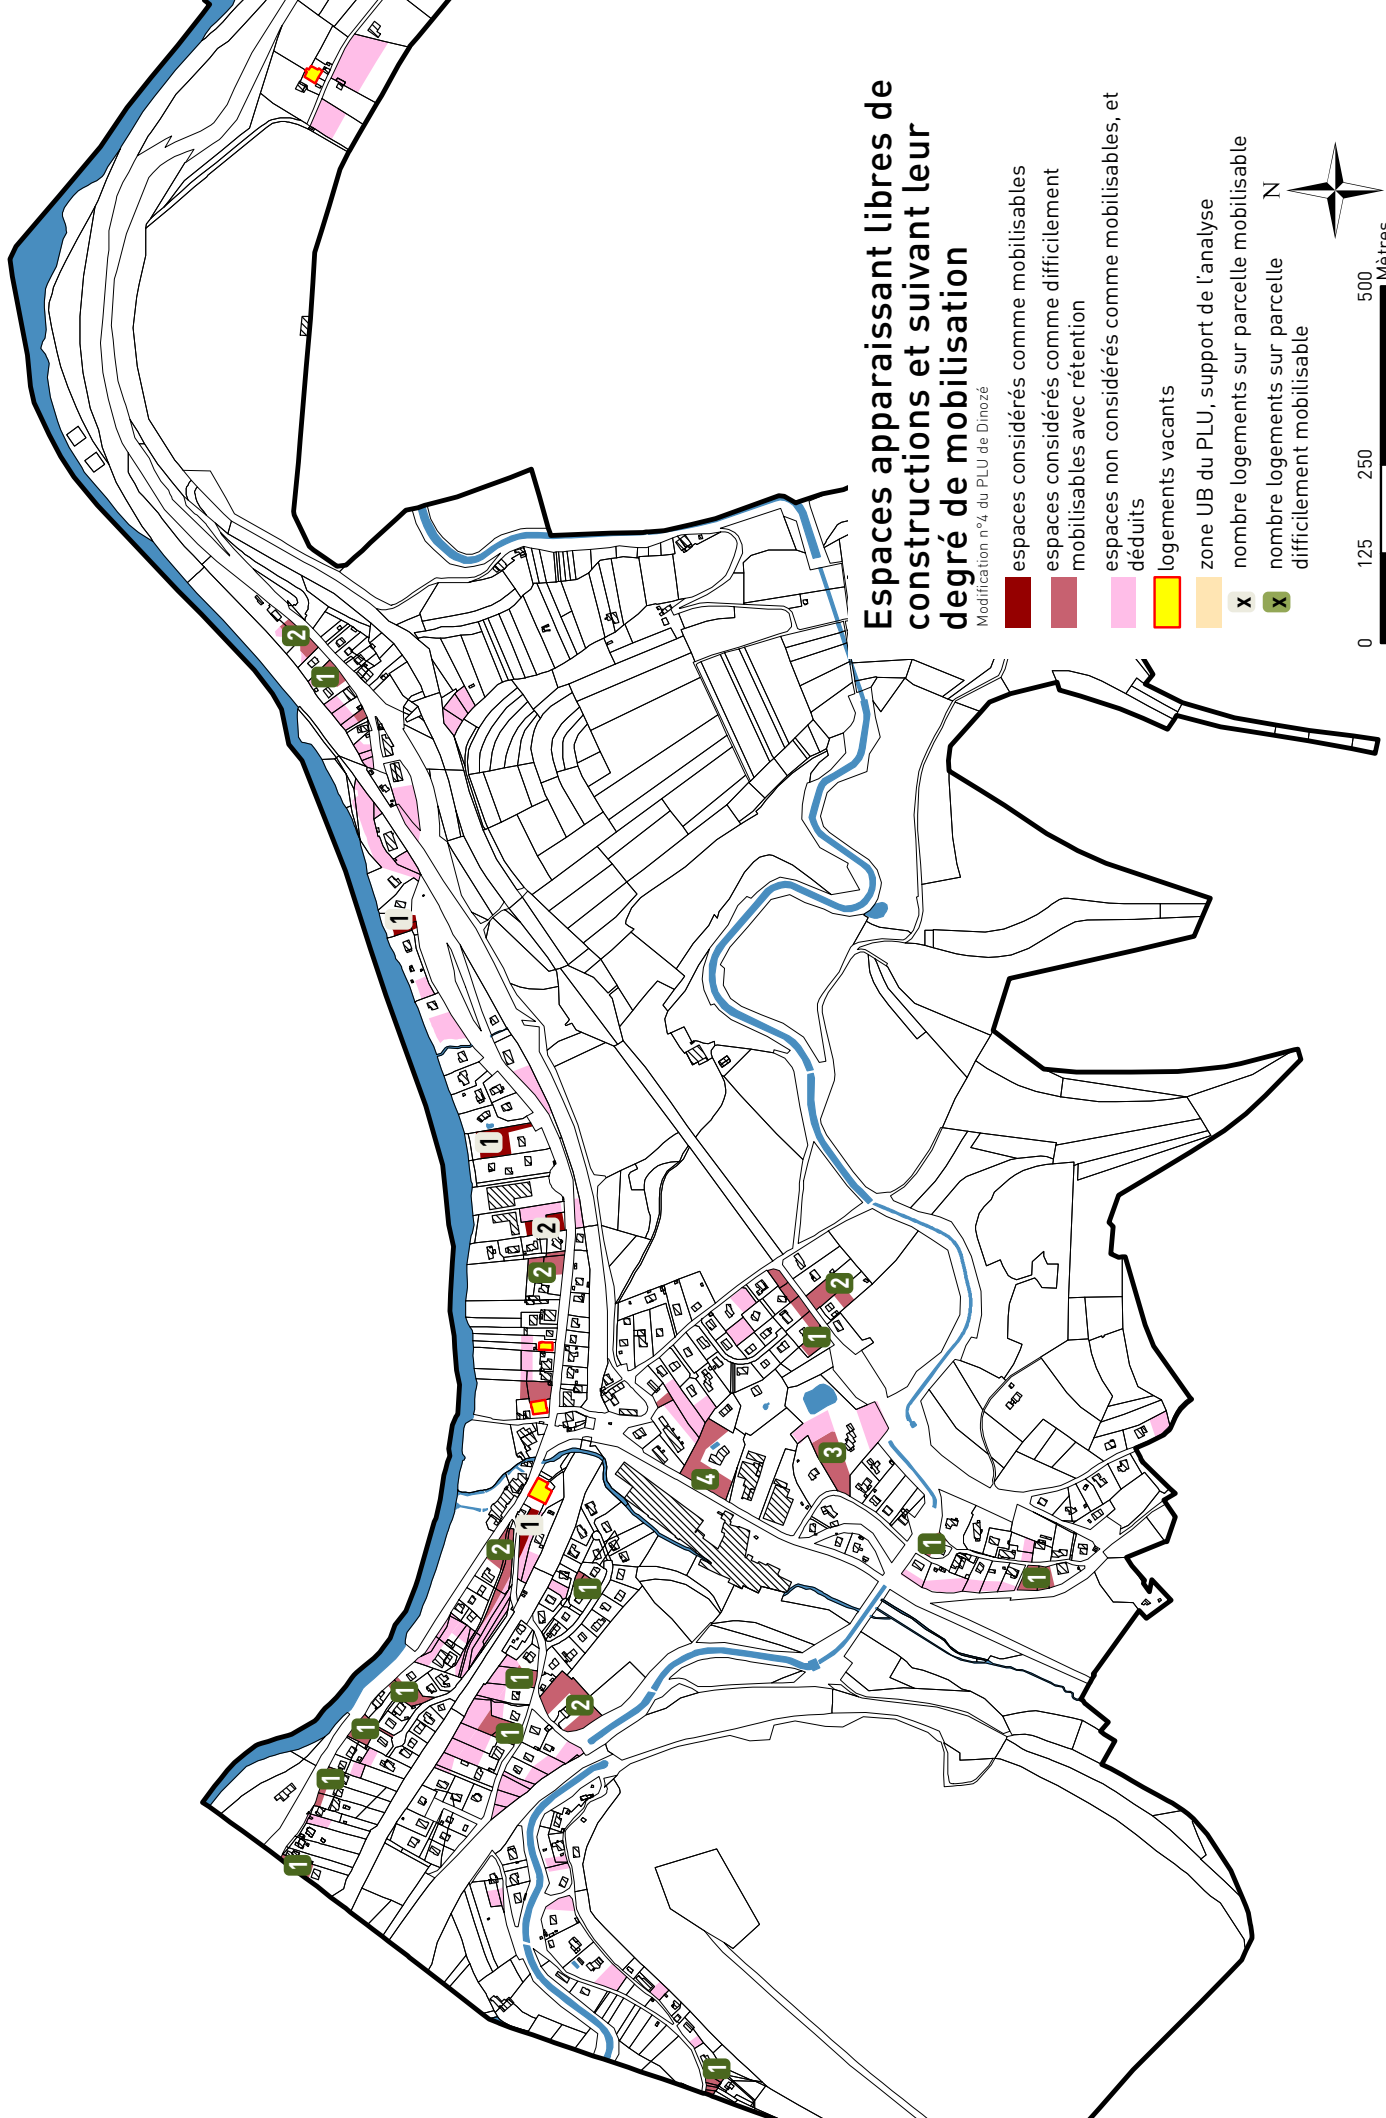 Espaces apparaissant libres de
constructions et suivant leur
degré de mobilisation
Modification n°4 du PLU de Dinozé
espaces considérés comme mobilisables
espaces considérés comme difficilement
mobilisables avec rétention
espaces non considérés comme mobilisables, et
déduits
logements vacants
zone UB du PLU, support de l'analyse
x nombre logements sur parcelle mobilisable
x nombre logements sur parcelle
difficilement mobilisable
N
0 125 250 500
Mètres
1
1
1
1
1
1
1
2
2
1
1
2
1
2
2
1
1
1
2
4
3
1
2
1
1